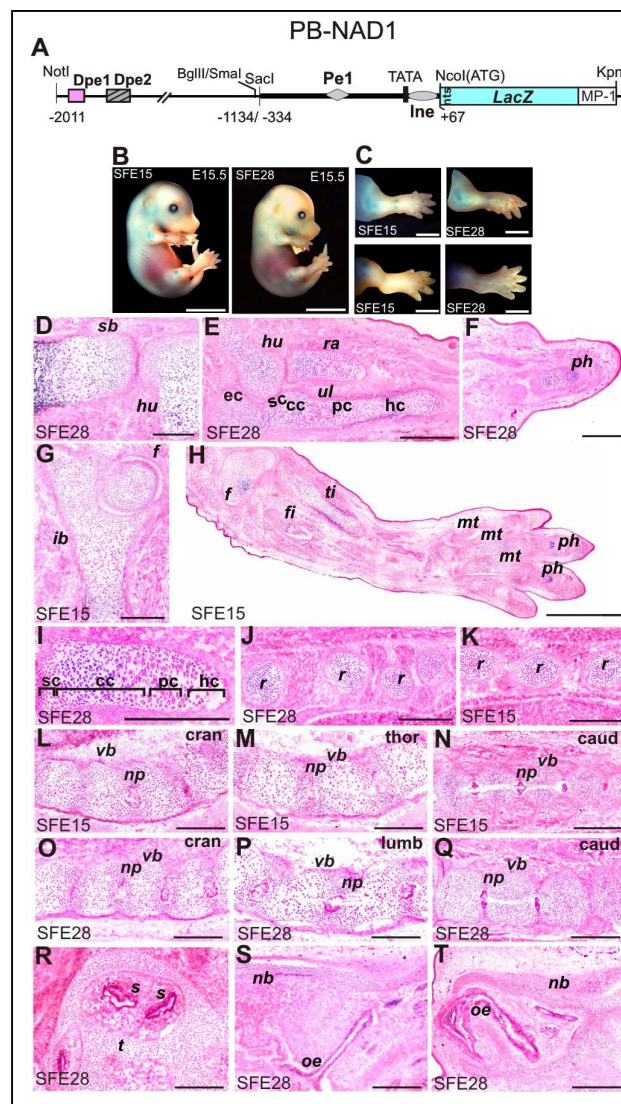 PB-NAD1
A
NotI Dpe1 Dpe2 BglII/SmaI SacI Pe1 TATA NcoI(ATG) Kpn
nts LacZ MP-1
-2011 -1134/ -334 Ine +67
B C
SFE15 E15.5 SFE28 E15.5
SFE15 SFE28
SFE15 SFE28
D sb hu SFE28
E hu ra ec sc cc ul pc hc SFE28
F ph SFE28
G f ib SFE15
H f ti fi mt mt mt ph ph SFE15
I sc cc pc hc SFE28
J r r r r SFE28
K r r r SFE15
L cran vb np SFE15
M thor vb np SFE15
N caud vb np SFE15
O cran vb np SFE28
P lumb vb np SFE28
Q caud vb np SFE28
R s s t SFE28
S nb oe SFE28
T nb oe SFE28